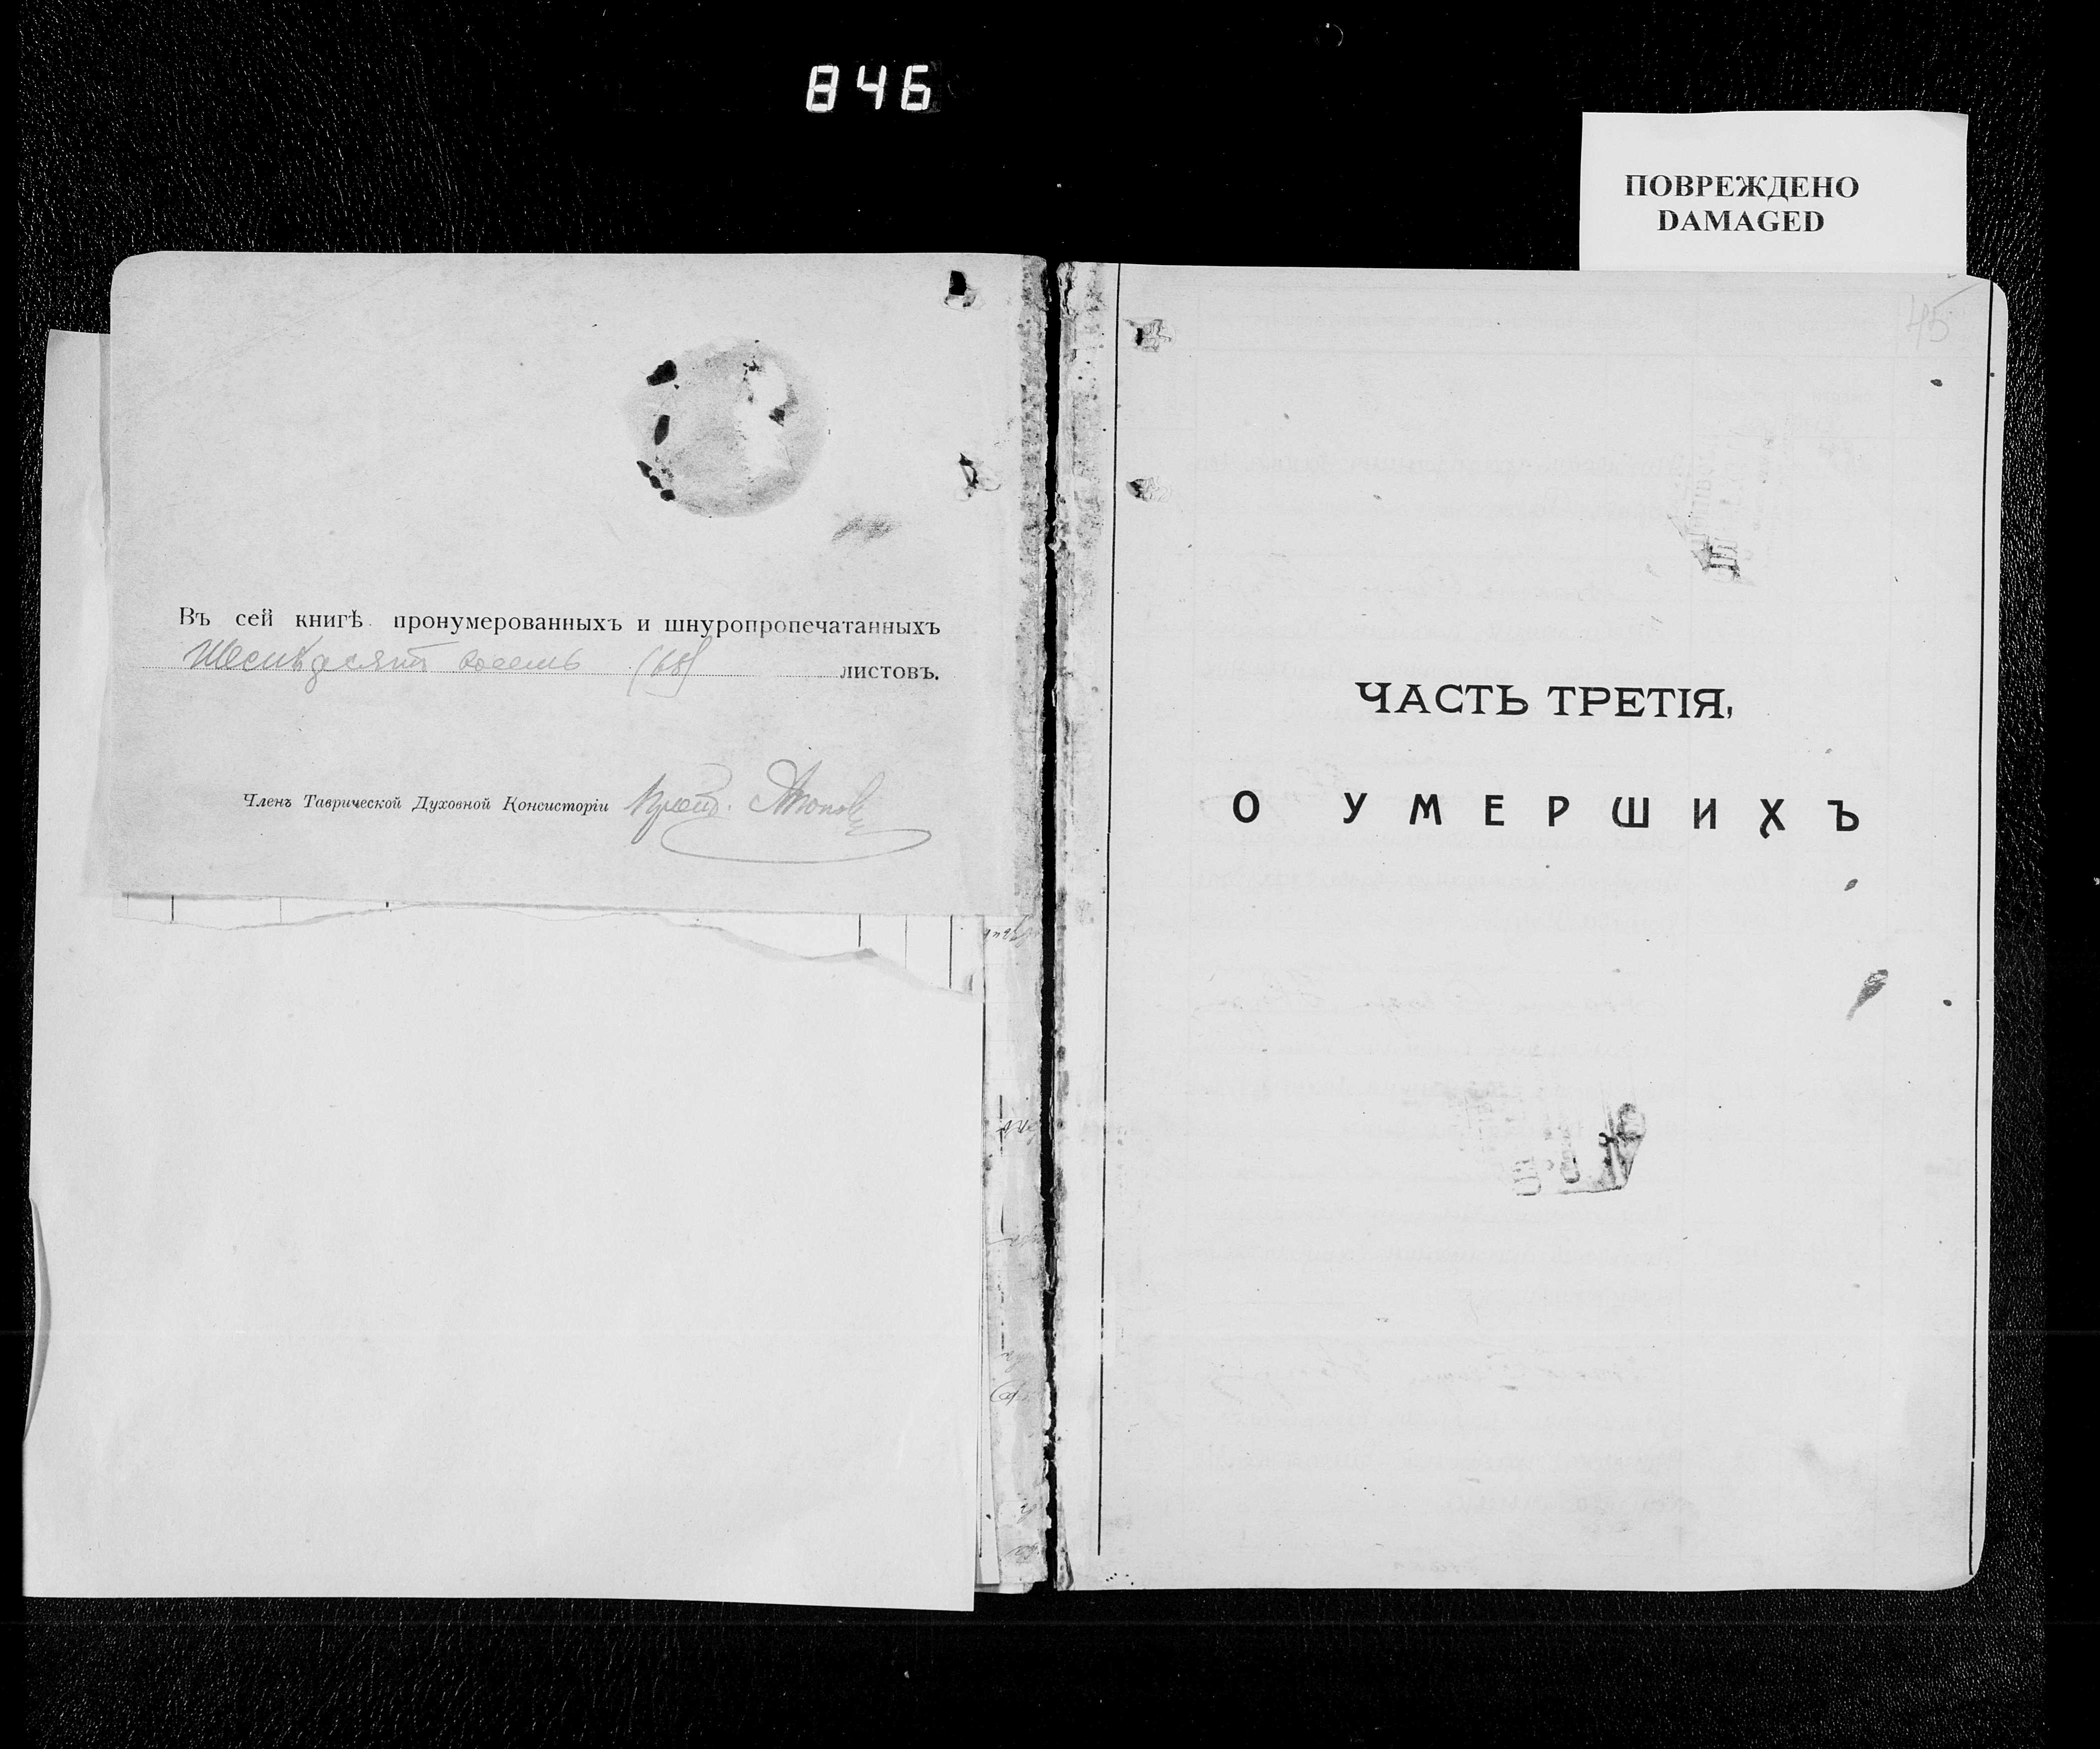 846
ПОВРЕЖДЕНО
DAMAGED
45
Въ сей книгѣ пронумерованныхъ и шнуропропечатанныхъ
Шестьдесятъ восемь (68) листовъ.
Членъ Таврической Духовной Консисторіи
ЧАСТЬ ТРЕТІЯ,
О УМЕРШИХЪ